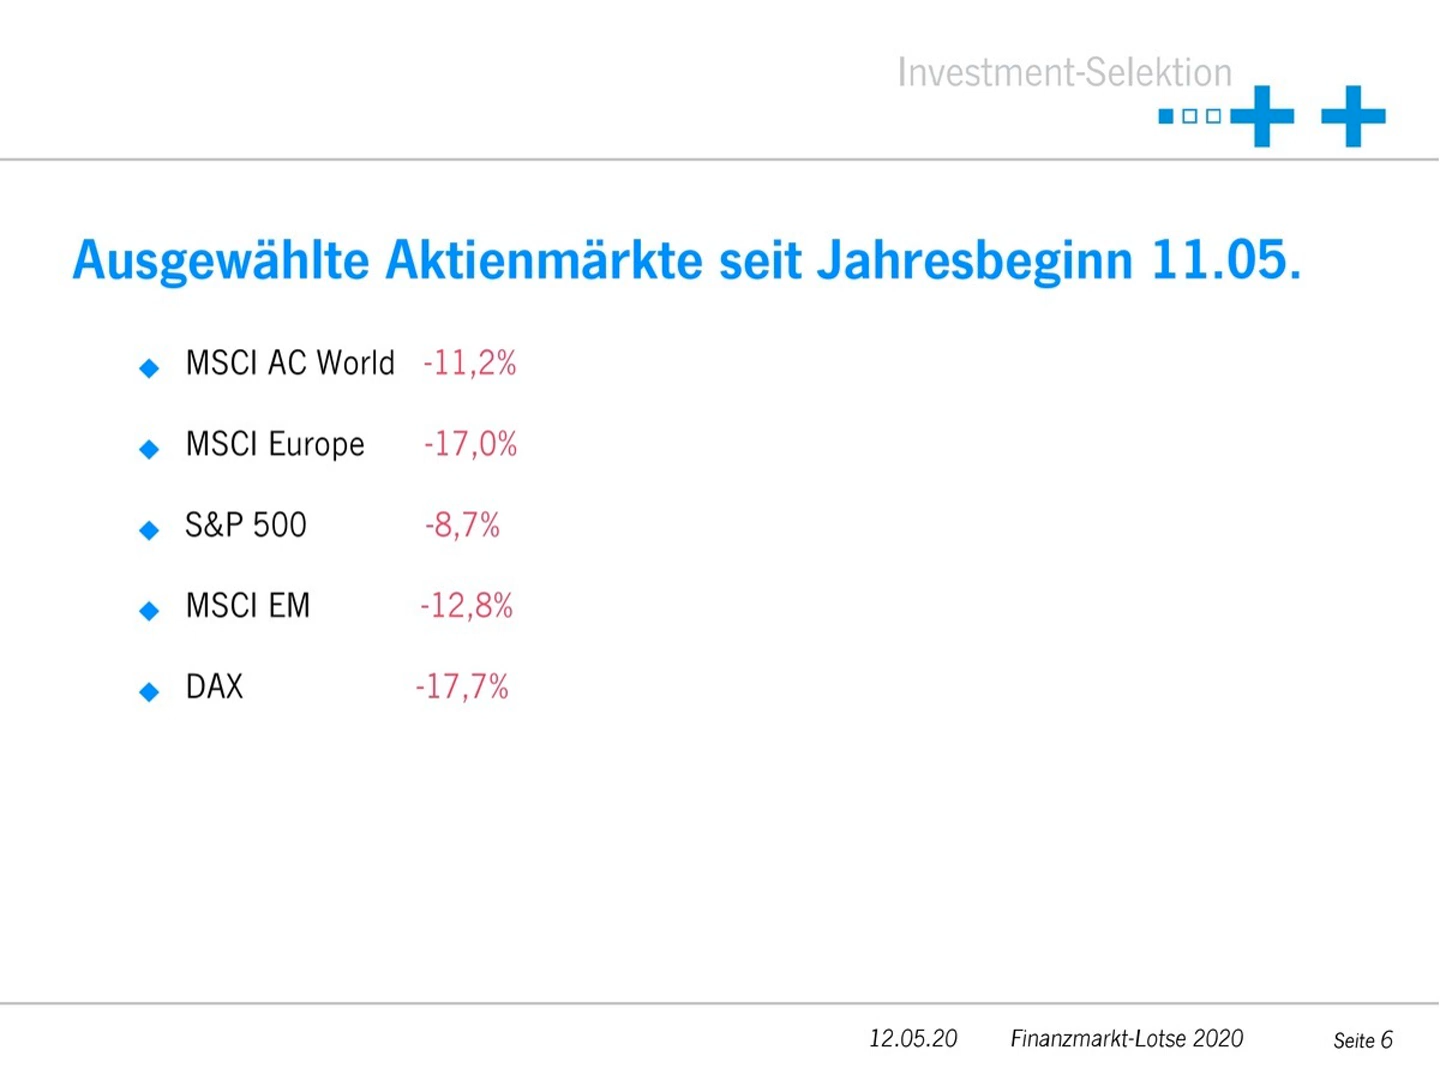 Investment-Selektion
Ausgewählte Aktienmärkte seit Jahresbeginn 11.05.
MSCI AC World -11,2%
MSCI Europe -17,0%
S&P 500 -8,7%
MSCI EM -12,8%
DAX -17,7%
12.05.20 Finanzmarkt-Lotse 2020 Seite 6